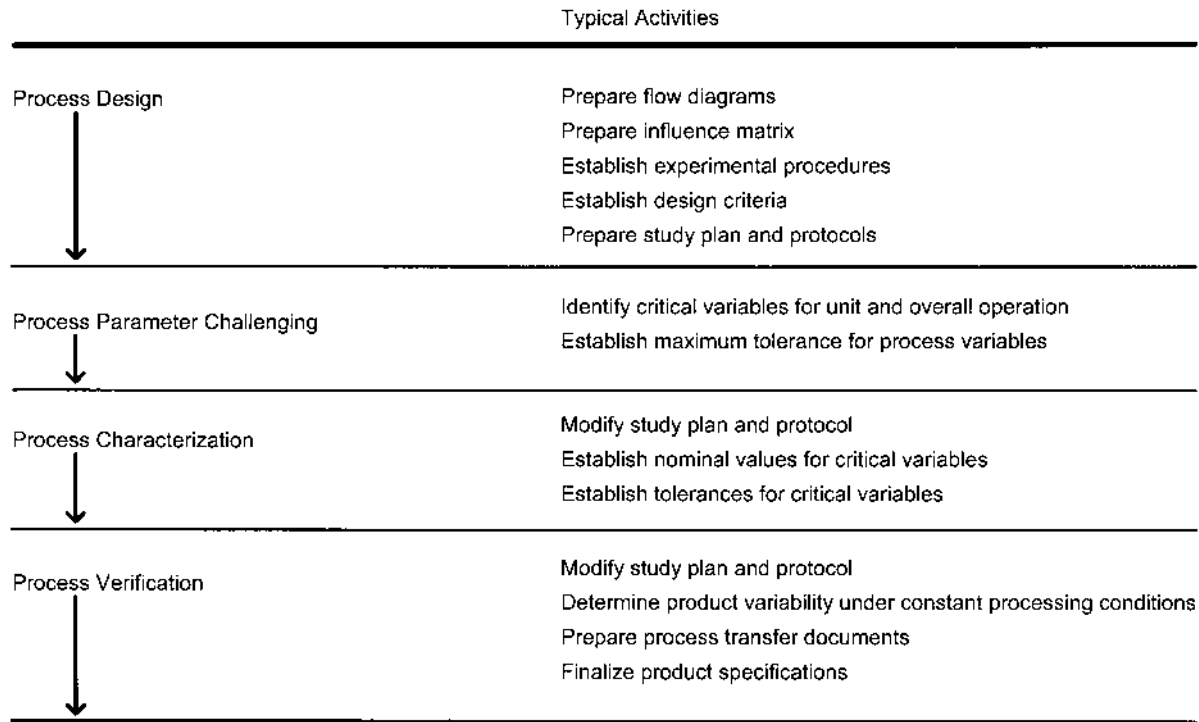 Typical Activities
Process Design
Prepare flow diagrams
Prepare influence matrix
Establish experimental procedures
Establish design criteria
Prepare study plan and protocols
Process Parameter Challenging
Identify critical variables for unit and overall operation
Establish maximum tolerance for process variables
Process Characterization
Modify study plan and protocol
Establish nominal values for critical variables
Establish tolerances for critical variables
Process Verification
Modify study plan and protocol
Determine product variability under constant processing conditions
Prepare process transfer documents
Finalize product specifications